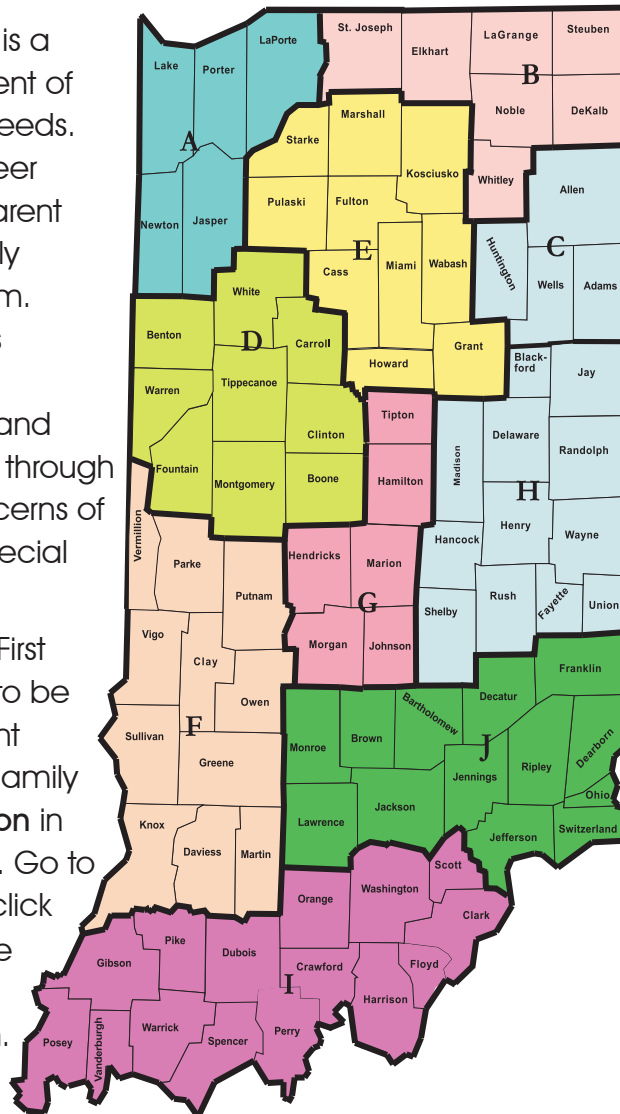 is a
ent of
eeds.
eer
arent
ly
m.
s
and
through
cerns of
ecial
First
to be
nt
amily
on in
. Go to
click
e
n.
St. Joseph
Elkhart
LaGrange
Steuben
LaPorte
Lake
Porter
B
Noble
DeKalb
Marshall
Starke
A
Kosciusko
Whitley
Allen
Pulaski
Fulton
Newton
Jasper
Huntington
C
E
Cass
Miami
Wabash
Wells
Adams
White
Benton
D
Carroll
Grant
Howard
Black-
ford
Jay
Warren
Tippecanoe
Tipton
Clinton
Delaware
Madison
Randolph
Fountain
Montgomery
Boone
Hamilton
H
Vermillion
Hancock
Henry
Wayne
Hendricks
Marion
Parke
Putnam
G
Shelby
Rush
Fayette
Union
Vigo
Clay
Morgan
Johnson
Franklin
Owen
Decatur
Bartholomew
F
Sullivan
Monroe
Brown
J
Ripley
Dearborn
Greene
Jennings
Ohio
Knox
Lawrence
Jackson
Jefferson
Switzerland
Daviess
Martin
Scott
Washington
Orange
Clark
Pike
Dubois
Gibson
Crawford
Floyd
I
Harrison
Warrick
Perry
Posey
Vanderburgh
Spencer